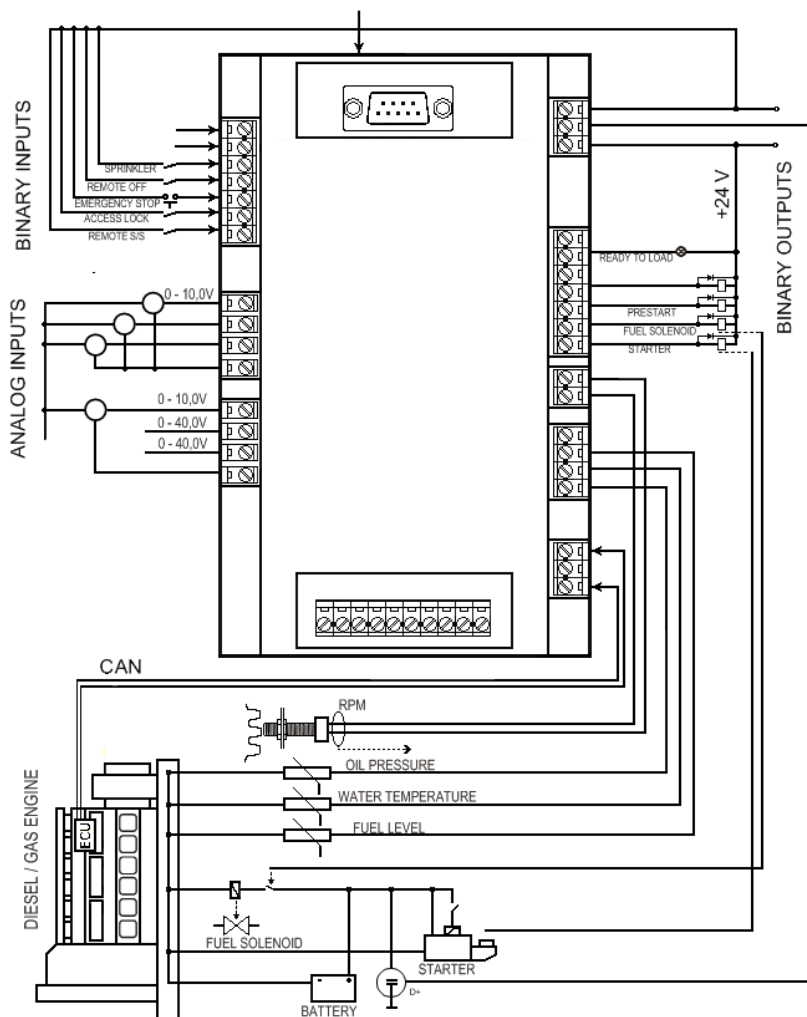 BINARY INPUTS
SPRINKLER
REMOTE OFF
EMERGENCY STOP
ACCESS LOCK
REMOTE S/S
ANALOG INPUTS
0 - 10,0V
0 - 10,0V
0 - 40,0V
0 - 40,0V
+24 V
BINARY OUTPUTS
READY TO LOAD
PRESTART
FUEL SOLENOID
STARTER
CAN
RPM
OIL PRESSURE
WATER TEMPERATURE
FUEL LEVEL
DIESEL / GAS ENGINE
ECU
FUEL SOLENOID
STARTER
BATTERY
- +
D+